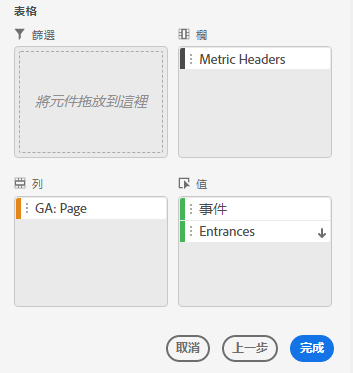 表格
篩選
欄
將元件拖放到這裡
Metric Headers
列
值
GA: Page
事件
Entrances
取消
上一步
完成